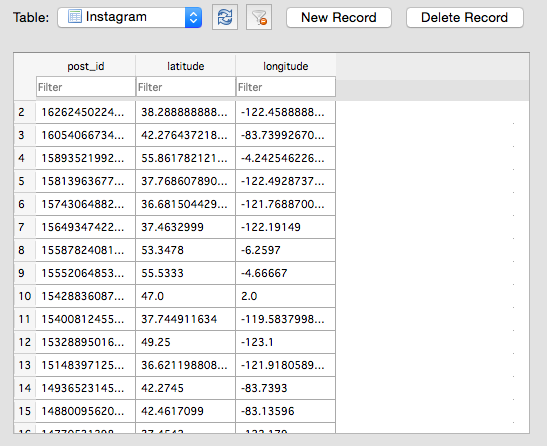 Table: Instagram New Record Delete Record
post_id latitude longitude
Filter Filter Filter
2 16262450224... 38.288888888... -122.4588888...
3 16054066734... 42.276437218... -83.73992670...
4 15893521992... 55.861782121... -4.242546226...
5 15813963677... 37.768607890... -122.4928737...
6 15743064882... 36.681504429... -121.7688700...
7 15649347422... 37.4632999 -122.19149
8 15587824081... 53.3478 -6.2597
9 15552064853... 55.5333 -4.66667
10 15428836087... 47.0 2.0
11 15400812455... 37.744911634 -119.5837998...
12 15328895016... 49.25 -123.1
13 15148397125... 36.621198808... -121.9180589...
14 14936523145... 42.2745 -83.7393
15 14880095620... 42.4617099 -83.13596